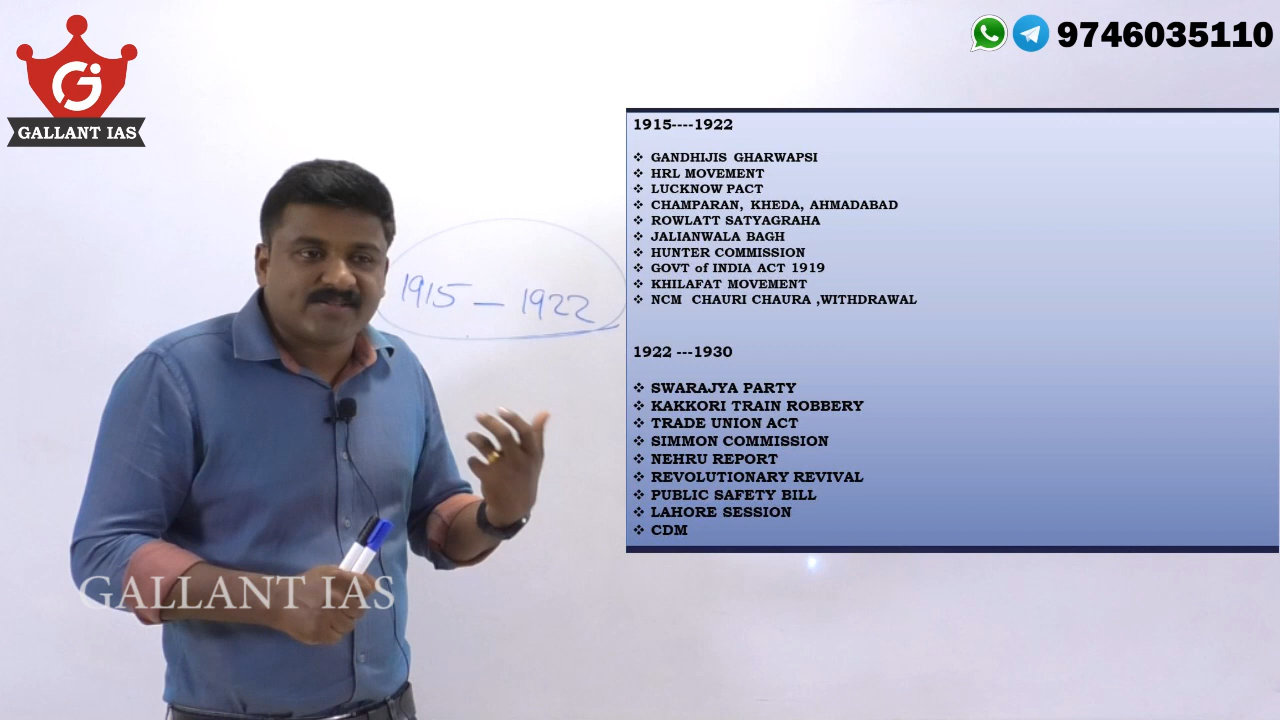 9746035110
GALLANT IAS
1915----1922
❖ GANDHIJIS GHARWAPSI
❖ HRL MOVEMENT
❖ LUCKNOW PACT
❖ CHAMPARAN, KHEDA, AHMADABAD
❖ ROWLATT SATYAGRAHA
❖ JALIANWALA BAGH
❖ HUNTER COMMISSION
❖ GOVT of INDIA ACT 1919
❖ KHILAFAT MOVEMENT
❖ NCM CHAURI CHAURA ,WITHDRAWAL
1922 ---1930
❖ SWARAJYA PARTY
❖ KAKKORI TRAIN ROBBERY
❖ TRADE UNION ACT
❖ SIMMON COMMISSION
❖ NEHRU REPORT
❖ REVOLUTIONARY REVIVAL
❖ PUBLIC SAFETY BILL
❖ LAHORE SESSION
❖ CDM
1915 – 1922
GALLANT IAS